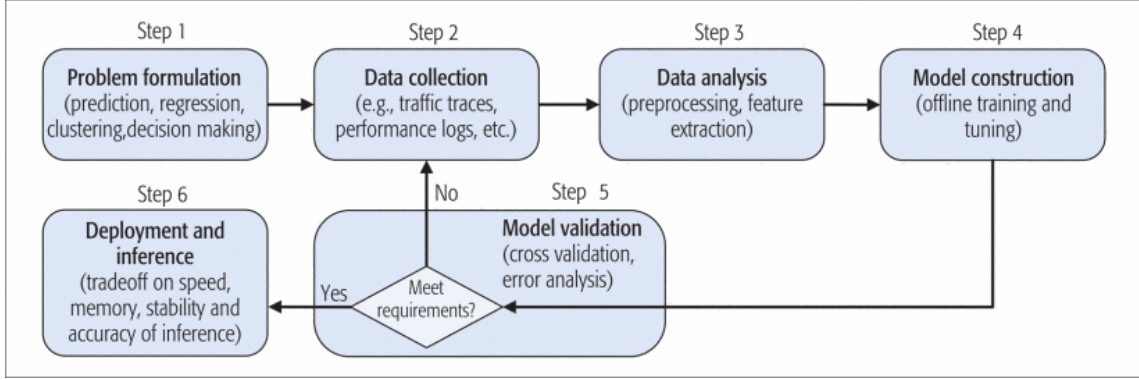 Step 1
Problem formulation
(prediction, regression,
clustering,decision making)
Step 2
Data collection
(e.g., traffic traces,
performance logs, etc.)
Step 3
Data analysis
(preprocessing, feature
extraction)
Step 4
Model construction
(offline training and
tuning)
Step 5
Model validation
(cross validation,
error analysis)
Meet
requirements?
No
Yes
Step 6
Deployment and
inference
(tradeoff on speed,
memory, stability and
accuracy of inference)